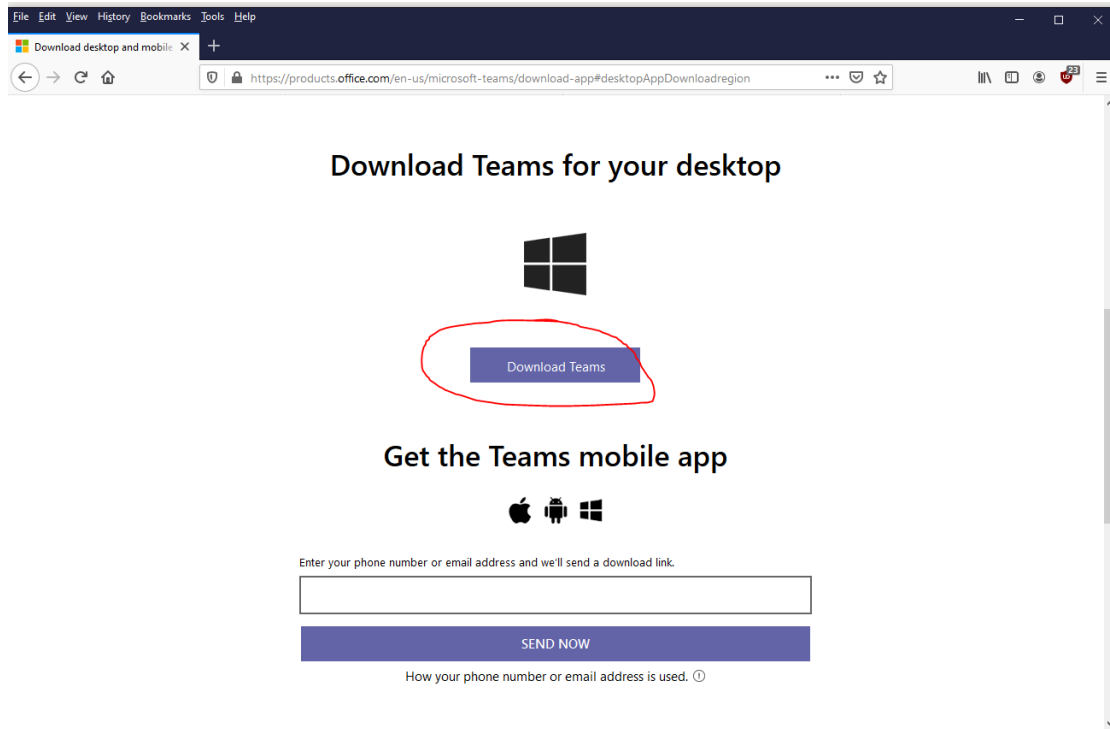 File Edit View History Bookmarks Tools Help
Download desktop and mobile
https://products.office.com/en-us/microsoft-teams/download-app#desktopAppDownloadregion
23
Download Teams for your desktop
Download Teams
Get the Teams mobile app
Enter your phone number or email address and we'll send a download link.
SEND NOW
How your phone number or email address is used.